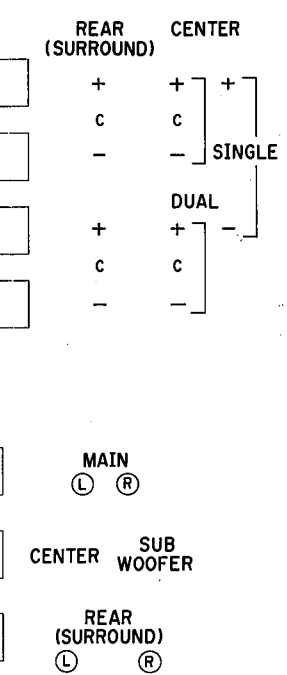 REAR CENTER
(SURROUND)
+ + +
C C
− − SINGLE
DUAL
+ + −
C C
− −
MAIN
Ⓛ Ⓡ
CENTER SUB
WOOFER
REAR
(SURROUND)
Ⓛ Ⓡ